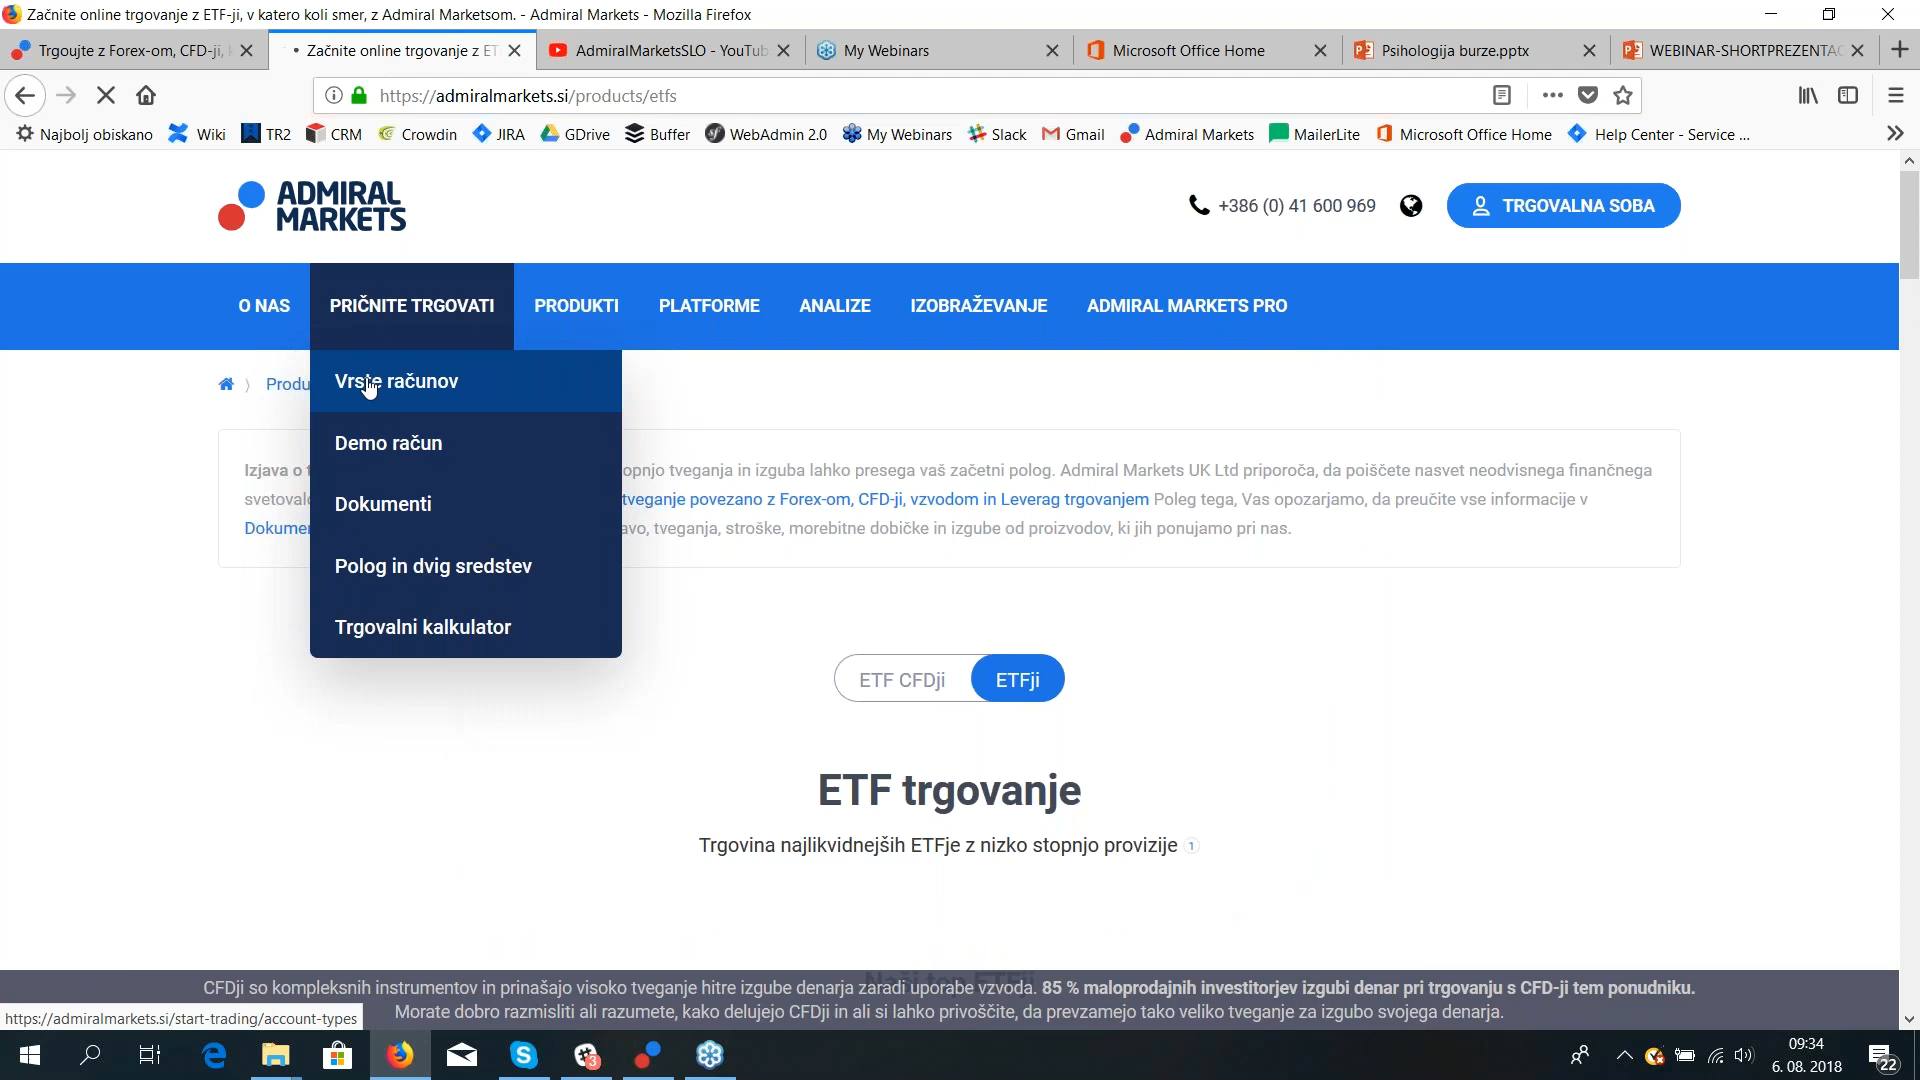 Začnite online trgovanje z ETF-ji, v katero koli smer, z Admiral Marketsom. - Admiral Markets - Mozilla Firefox
Trgoujte z Forex-om, CFD-ji,
Začnite online trgovanje z ET
AdmiralMarketsSLO - YouTub
My Webinars
Microsoft Office Home
Psihologija burze.pptx
WEBINAR-SHORTPREZENTAC
https://admiralmarkets.si/products/etfs
Najbolj obiskano
Wiki
TR2
CRM
Crowdin
JIRA
GDrive
Buffer
WebAdmin 2.0
My Webinars
Slack
Gmail
Admiral Markets
MailerLite
Microsoft Office Home
Help Center - Service ...
ADMIRAL
MARKETS
+386 (0) 41 600 969
TRGOVALNA SOBA
O NAS
PRIČNITE TRGOVATI
PRODUKTI
PLATFORME
ANALIZE
IZOBRAŽEVANJE
ADMIRAL MARKETS PRO
Produ
Vrste računov
Demo račun
Dokumenti
Polog in dvig sredstev
Trgovalni kalkulator
Izjava o t opnjo tveganja in izguba lahko presega vaš začetni polog. Admiral Markets UK Ltd priporoča, da poiščete nasvet neodvisnega finančnega
svetoval tveganje povezano z Forex-om, CFD-ji, vzvodom in Leverag trgovanjem Poleg tega, Vas opozarjamo, da preučite vse informacije v
Dokumen avo, tveganja, stroške, morebitne dobičke in izgube od proizvodov, ki jih ponujamo pri nas.
ETF CFDji
ETFji
ETF trgovanje
Trgovina najlikvidnejših ETFje z nizko stopnjo provizije 1
Naši top ETFji
CFDji so kompleksnih instrumentov in prinašajo visoko tveganje hitre izgube denarja zaradi uporabe vzvoda. 85 % maloprodajnih investitorjev izgubi denar pri trgovanju s CFD-ji tem ponudniku.
Morate dobro razmisliti ali razumete, kako delujejo CFDji in ali si lahko privoščite, da prevzamejo tako veliko tveganje za izgubo svojega denarja.
https://admiralmarkets.si/start-trading/account-types
3
09:34
6. 08. 2018
22